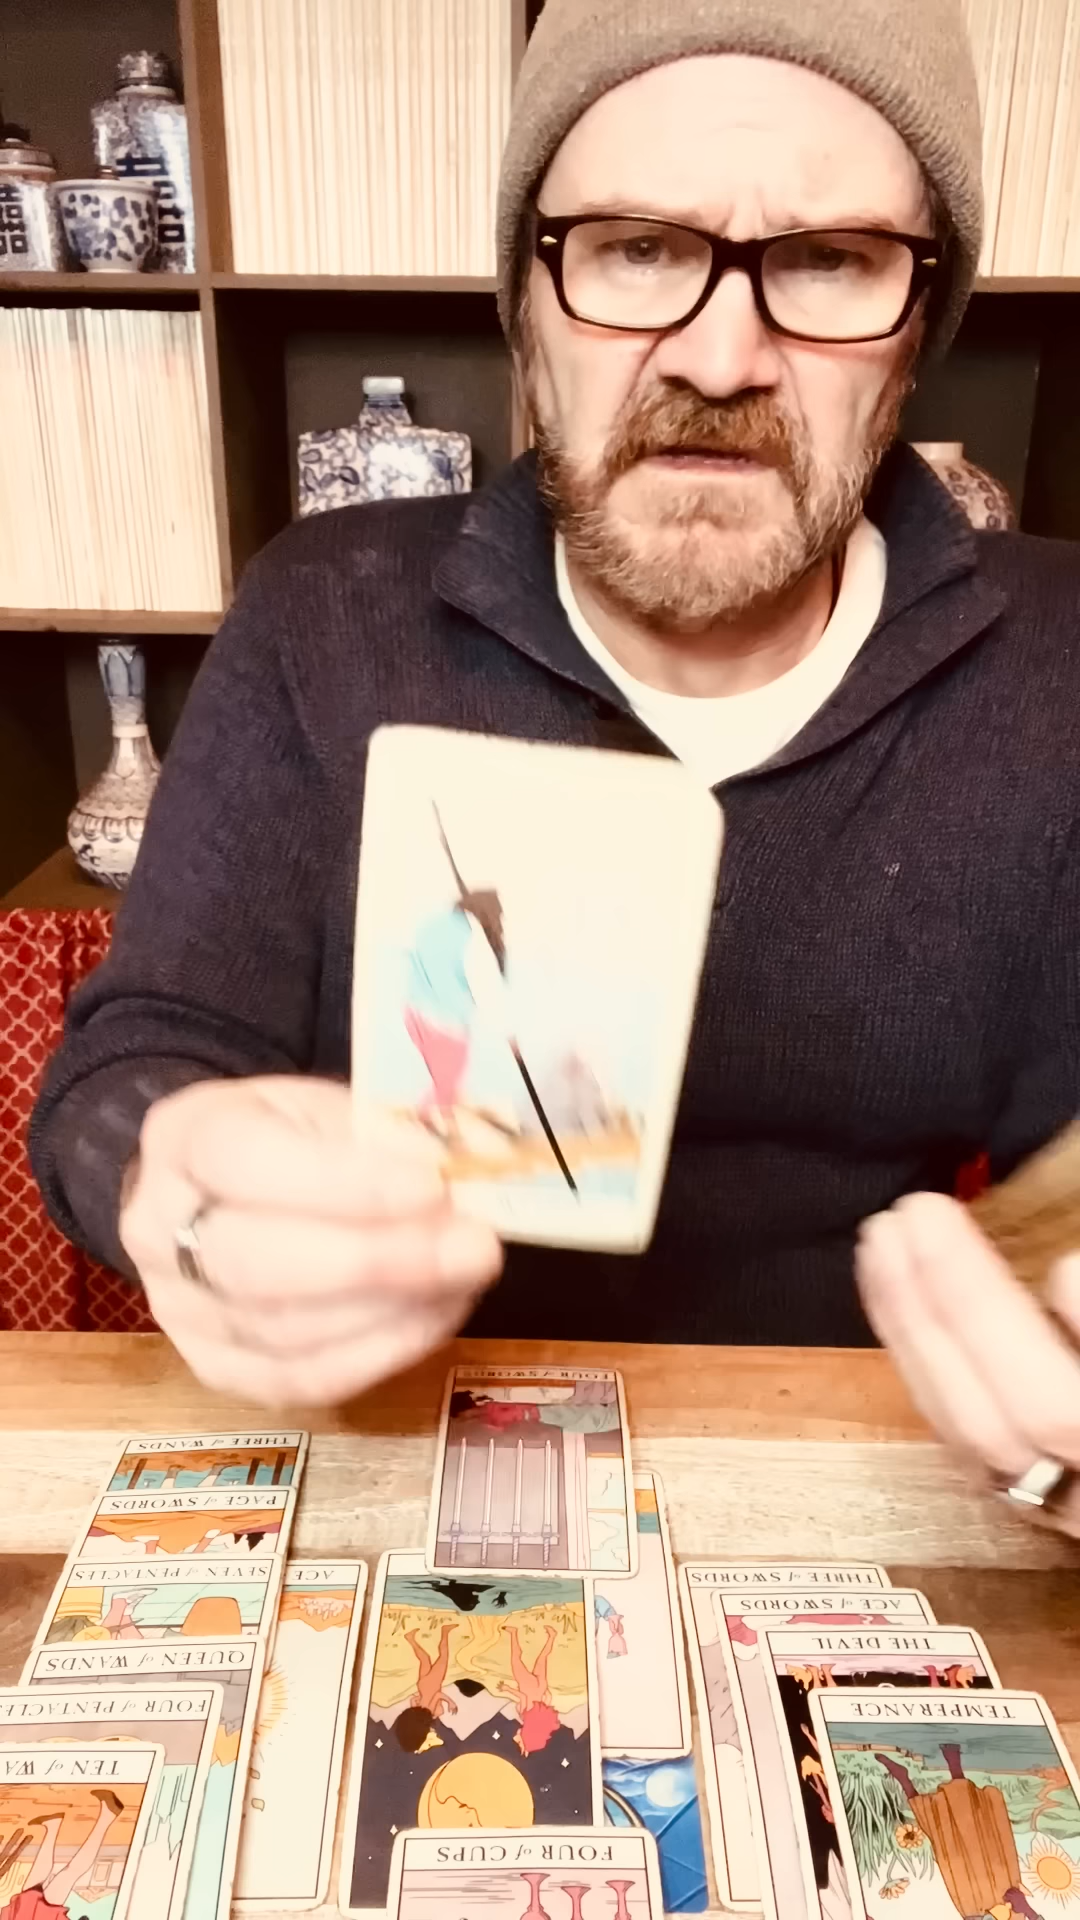 FOUR of SWORDS
THREE of WANDS
PAGE of SWORDS
SEVEN of PENTACLES
ACE
QUEEN of WANDS
FOUR of PENTACLES
TEN of WA
THREE of SWORDS
ACE of SWORDS
THE DEVIL
TEMPERANCE
FOUR of CUPS